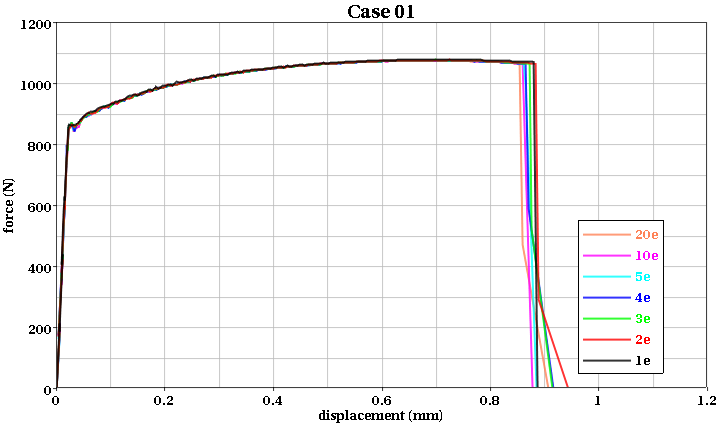 Case 01
1200
1000
800
600
400
200
0
force (N)
20e
10e
5e
4e
3e
2e
1e
0 0.2 0.4 0.6 0.8 1 1.2
displacement (mm)